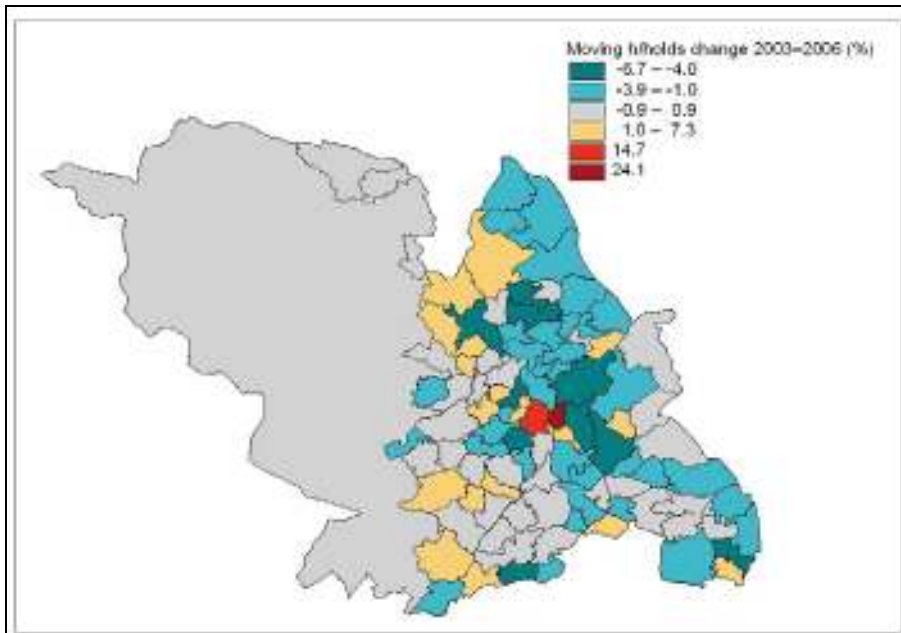 Moving h/holds change 2003-2006 (%)
-5.7 – -4.0
-3.9 – -1.0
-0.9 – 0.9
1.0 – 7.3
14.7
24.1